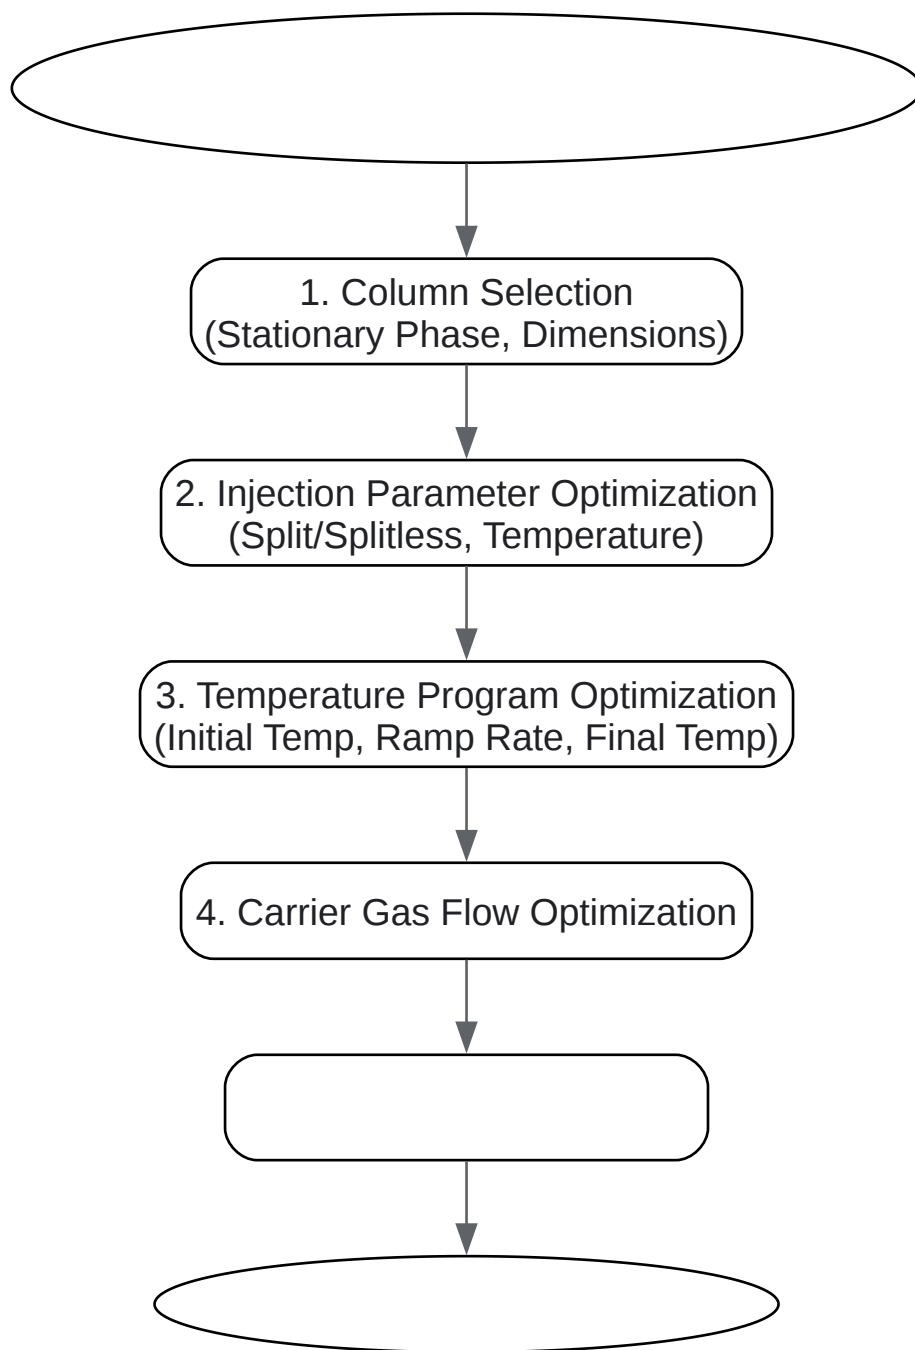 1. Column Selection
(Stationary Phase, Dimensions)
2. Injection Parameter Optimization
(Split/Splitless, Temperature)
3. Temperature Program Optimization
(Initial Temp, Ramp Rate, Final Temp)
4. Carrier Gas Flow Optimization